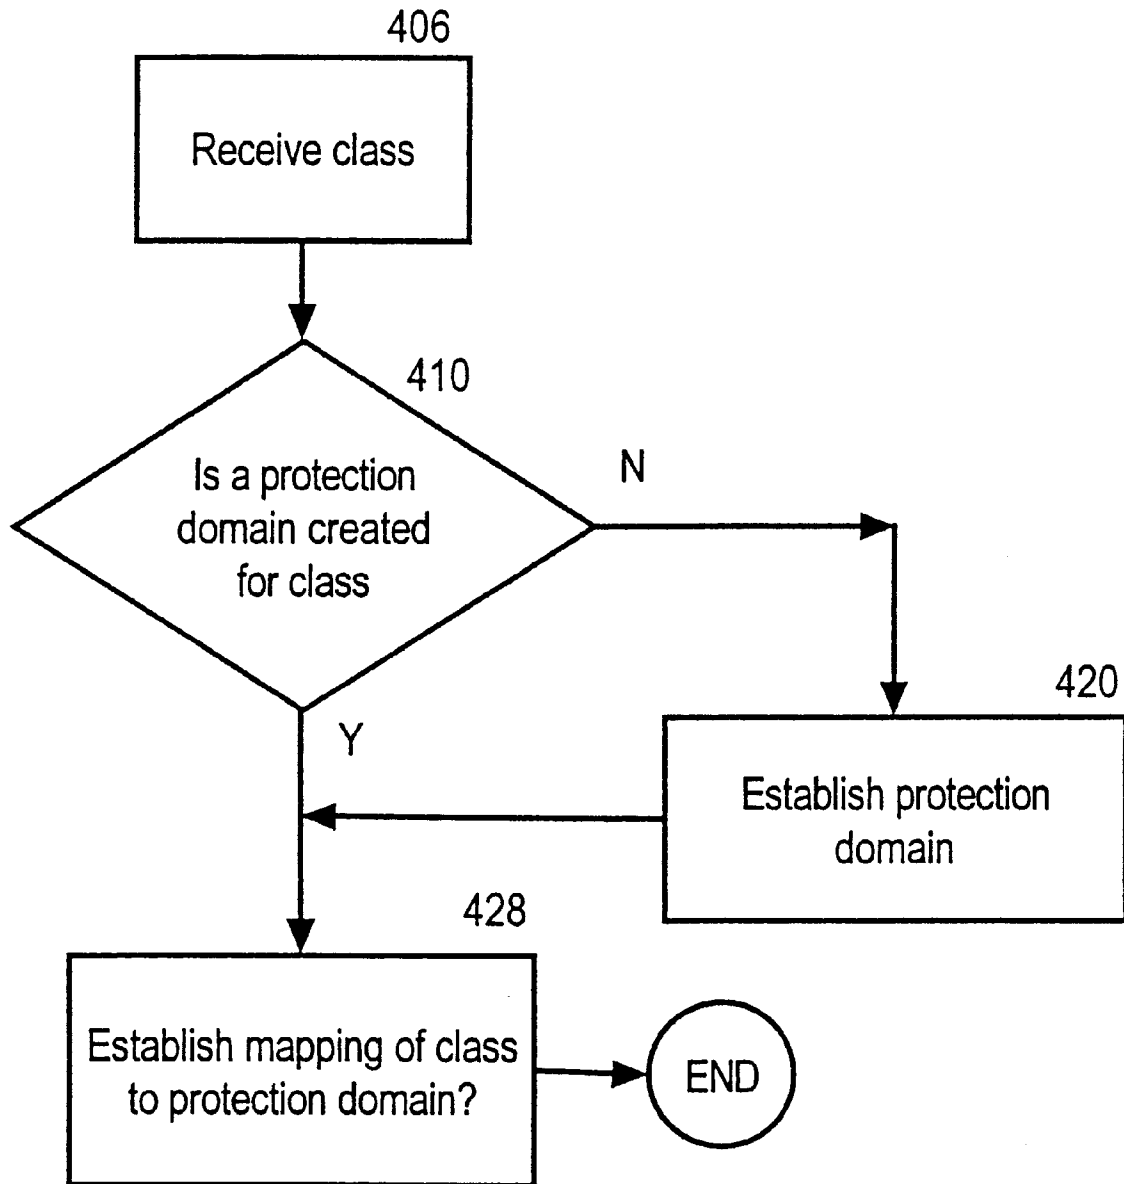 406
Receive class
410
Is a protection
domain created
for class
N
Y
420
Establish protection
domain
428
Establish mapping of class
to protection domain?
END